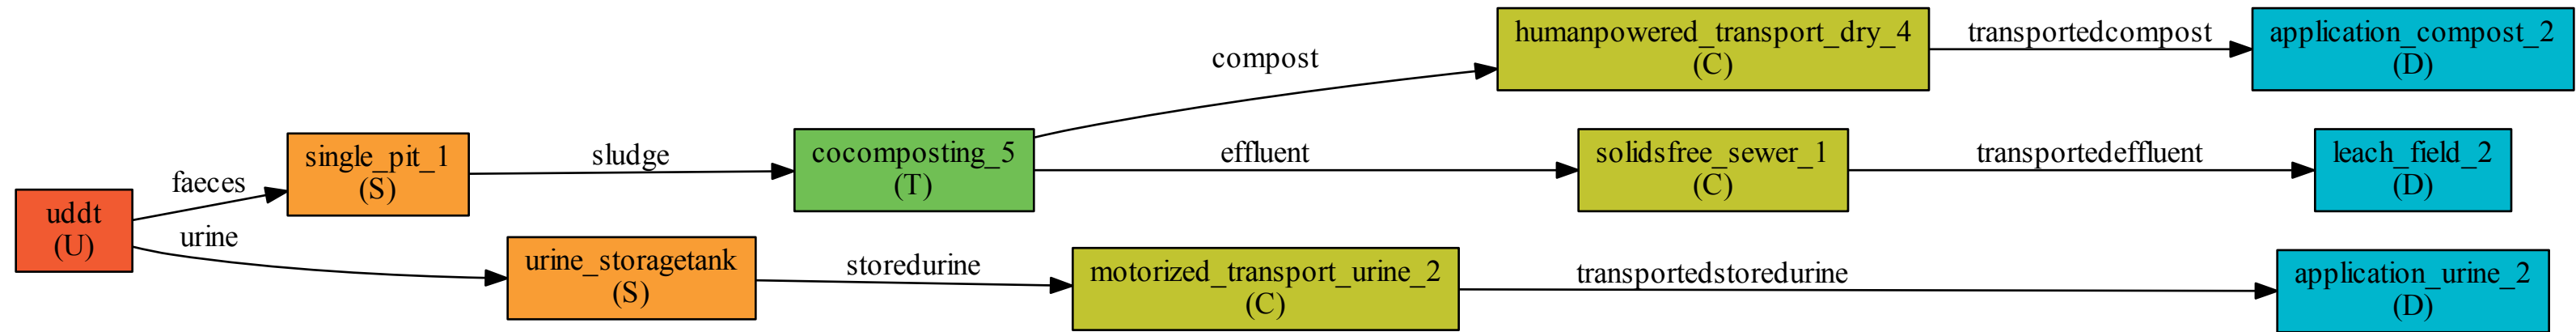 humanpowered_transport_dry_4
(C)
transportedcompost
application_compost_2
(D)
compost
single_pit_1
(S)
sludge
cocomposting_5
(T)
effluent
solidsfree_sewer_1
(C)
transportedeffluent
leach_field_2
(D)
faeces
uddt
(U)
urine
urine_storagetank
(S)
storedurine
motorized_transport_urine_2
(C)
transportedstoredurine
application_urine_2
(D)